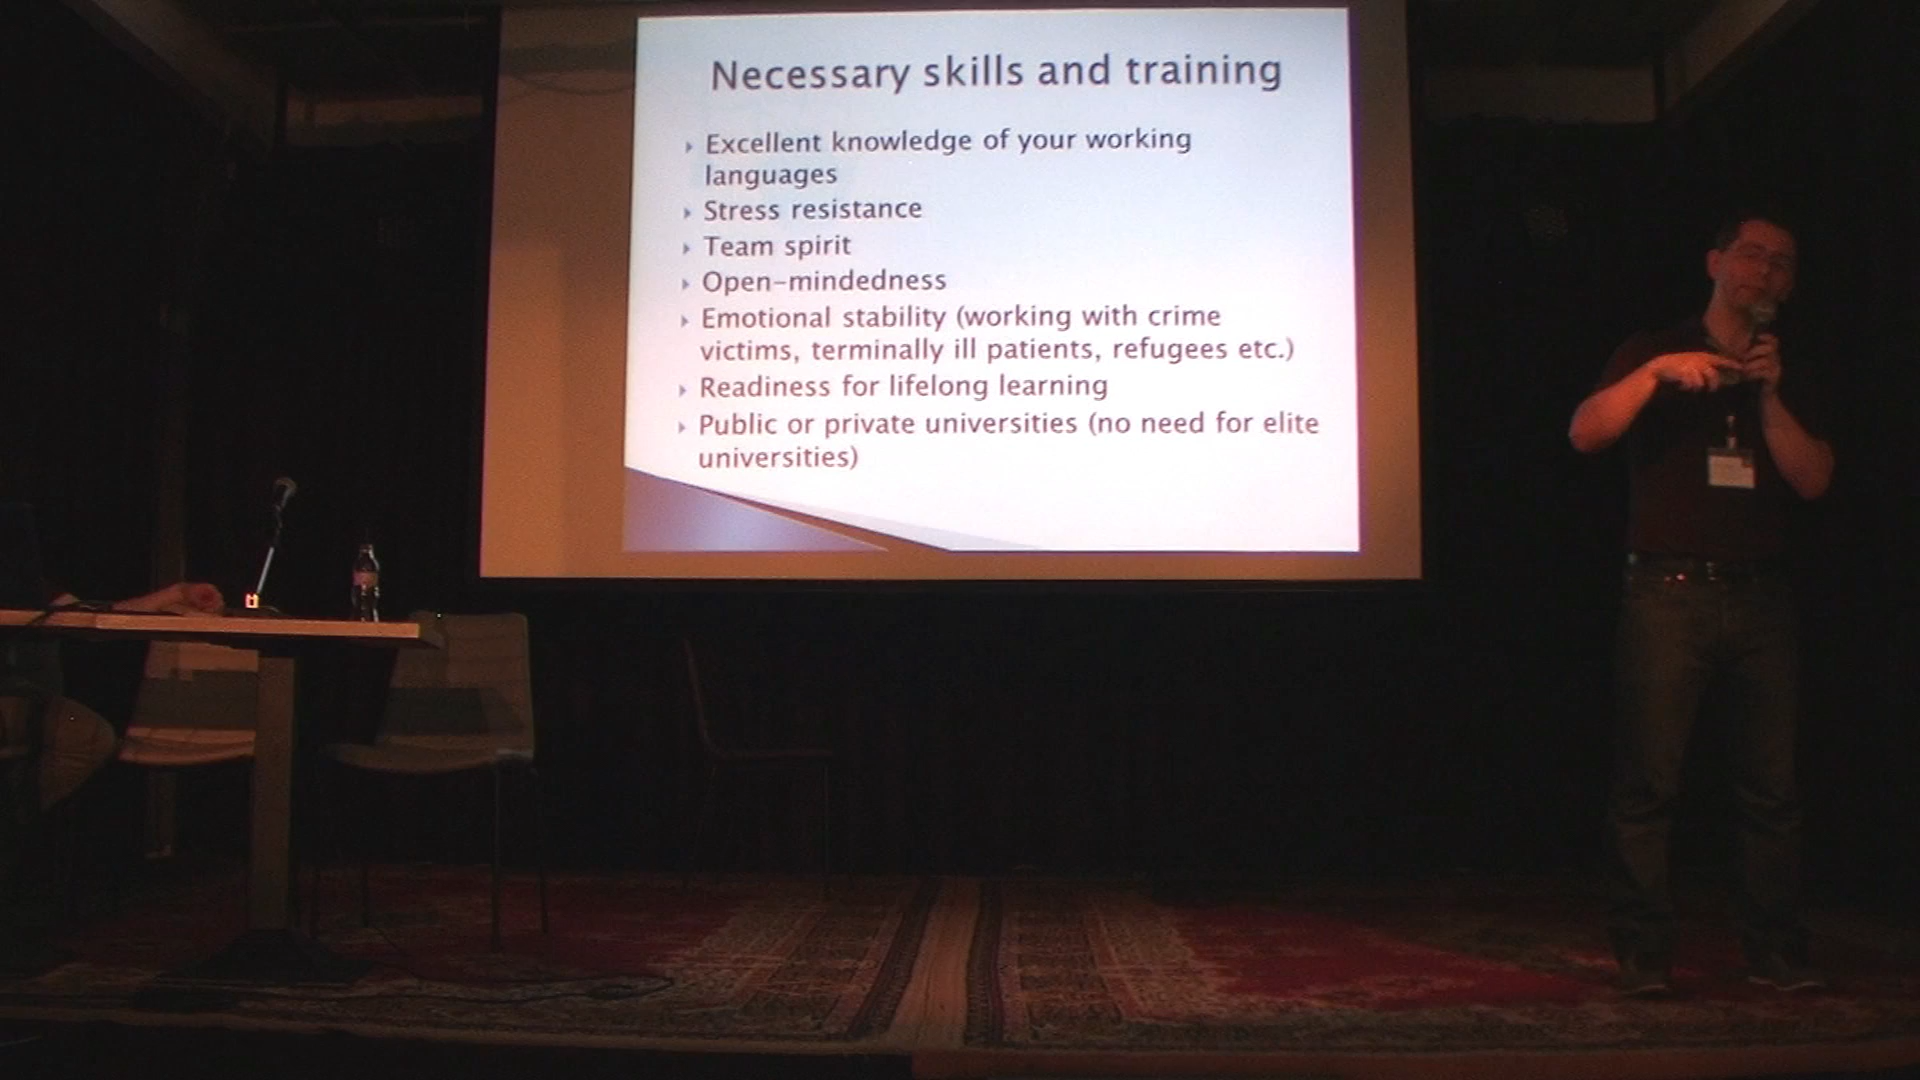 Necessary skills and training
Excellent knowledge of your working
languages
Stress resistance
Team spirit
Open-mindedness
Emotional stability (working with crime
victims, terminally ill patients, refugees etc.)
Readiness for lifelong learning
Public or private universities (no need for elite
universities)